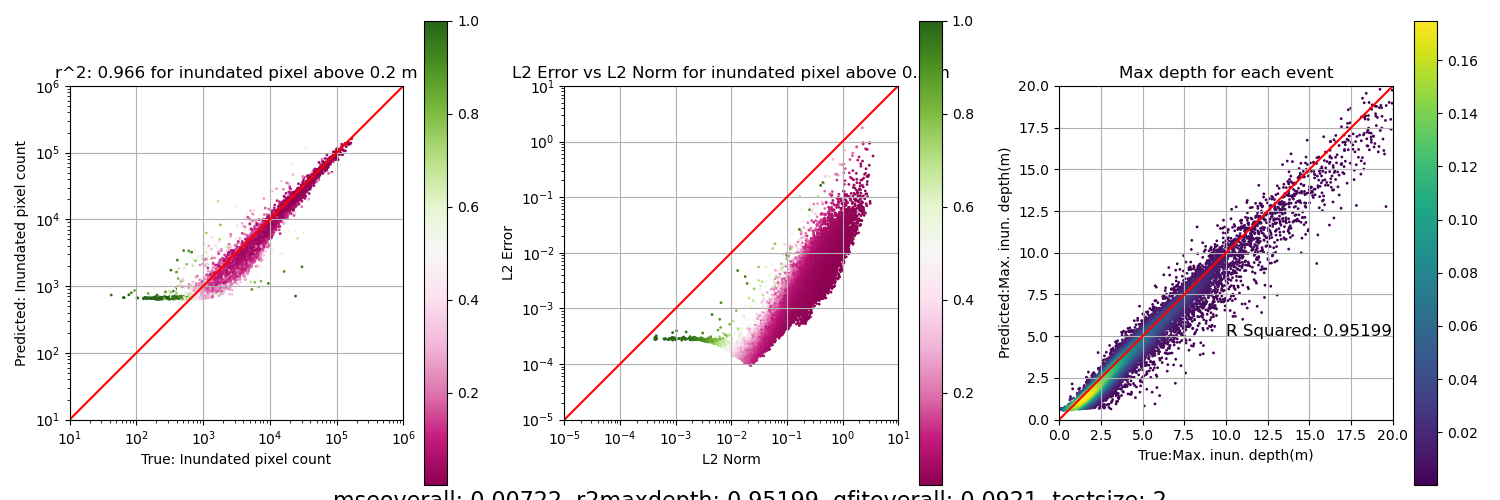 r^2: 0.966 for inundated pixel above 0.2 m
10^6
10^5
10^4
10^3
10^2
10^1
10^1 10^2 10^3 10^4 10^5 10^6
Predicted: Inundated pixel count
True: Inundated pixel count
1.0
0.8
0.6
0.4
0.2
L2 Error vs L2 Norm for inundated pixel above 0. m
10^1
10^0
10^-1
10^-2
10^-3
10^-4
10^-5
10^-5 10^-4 10^-3 10^-2 10^-1 10^0 10^1
L2 Error
L2 Norm
1.0
0.8
0.6
0.4
0.2
Max depth for each event
20.0
17.5
15.0
12.5
10.0
7.5
5.0
2.5
0.0
0.0 2.5 5.0 7.5 10.0 12.5 15.0 17.5 20.0
Predicted:Max. inun. depth(m)
True:Max. inun. depth(m)
R Squared: 0.95199
0.16
0.14
0.12
0.10
0.08
0.06
0.04
0.02
mseoverall: 0.00722, r2maxdepth: 0.95199, gfitoverall: 0.0921, testsize: 2